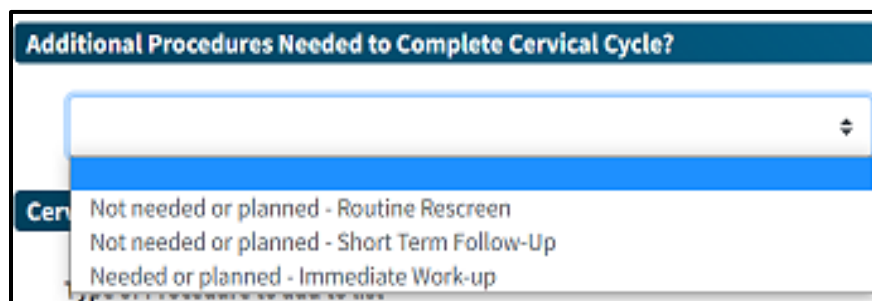 Additional Procedures Needed to Complete Cervical Cycle?
Not needed or planned - Routine Rescreen
Cer
Not needed or planned - Short Term Follow-Up
Needed or planned - Immediate Work-up